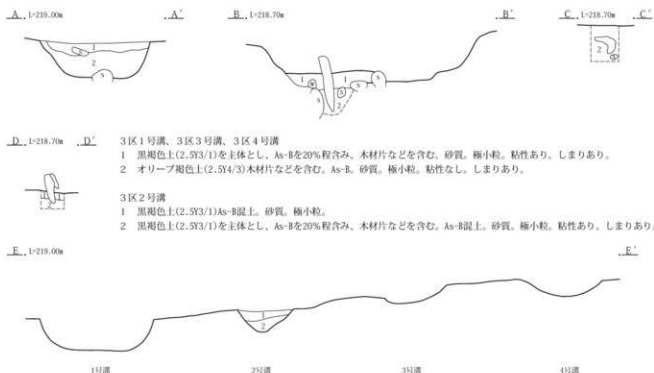 A L=219.00m A′
B L=218.70m B′
C L=218.70m C′
1
2
S
S
1
1
2
S
S
S
S
2
S
D L=218.70m D′
3区1号溝、3区3号溝、3区4号溝
1 黒褐色土(2.5Y3/1)を主体とし、As-Bを20%程含み、木材片などを含む。砂質。極小粒。粘性あり。しまりあり。
2 オリーブ褐色土(2.5Y4/3)木材片などを含む。As-B。砂質。極小粒。粘性なし。しまりあり。
3区2号溝
1 黒褐色土(2.5Y3/1)As-B混土。砂質。極小粒。
2 黒褐色土(2.5Y3/1)を主体とし、As-Bを20%程含み、木材片などを含む。As-B混土。砂質。極小粒。粘性あり。しまりあり。
E L=219.00m E′
1
2
1号溝 2号溝 3号溝 4号溝